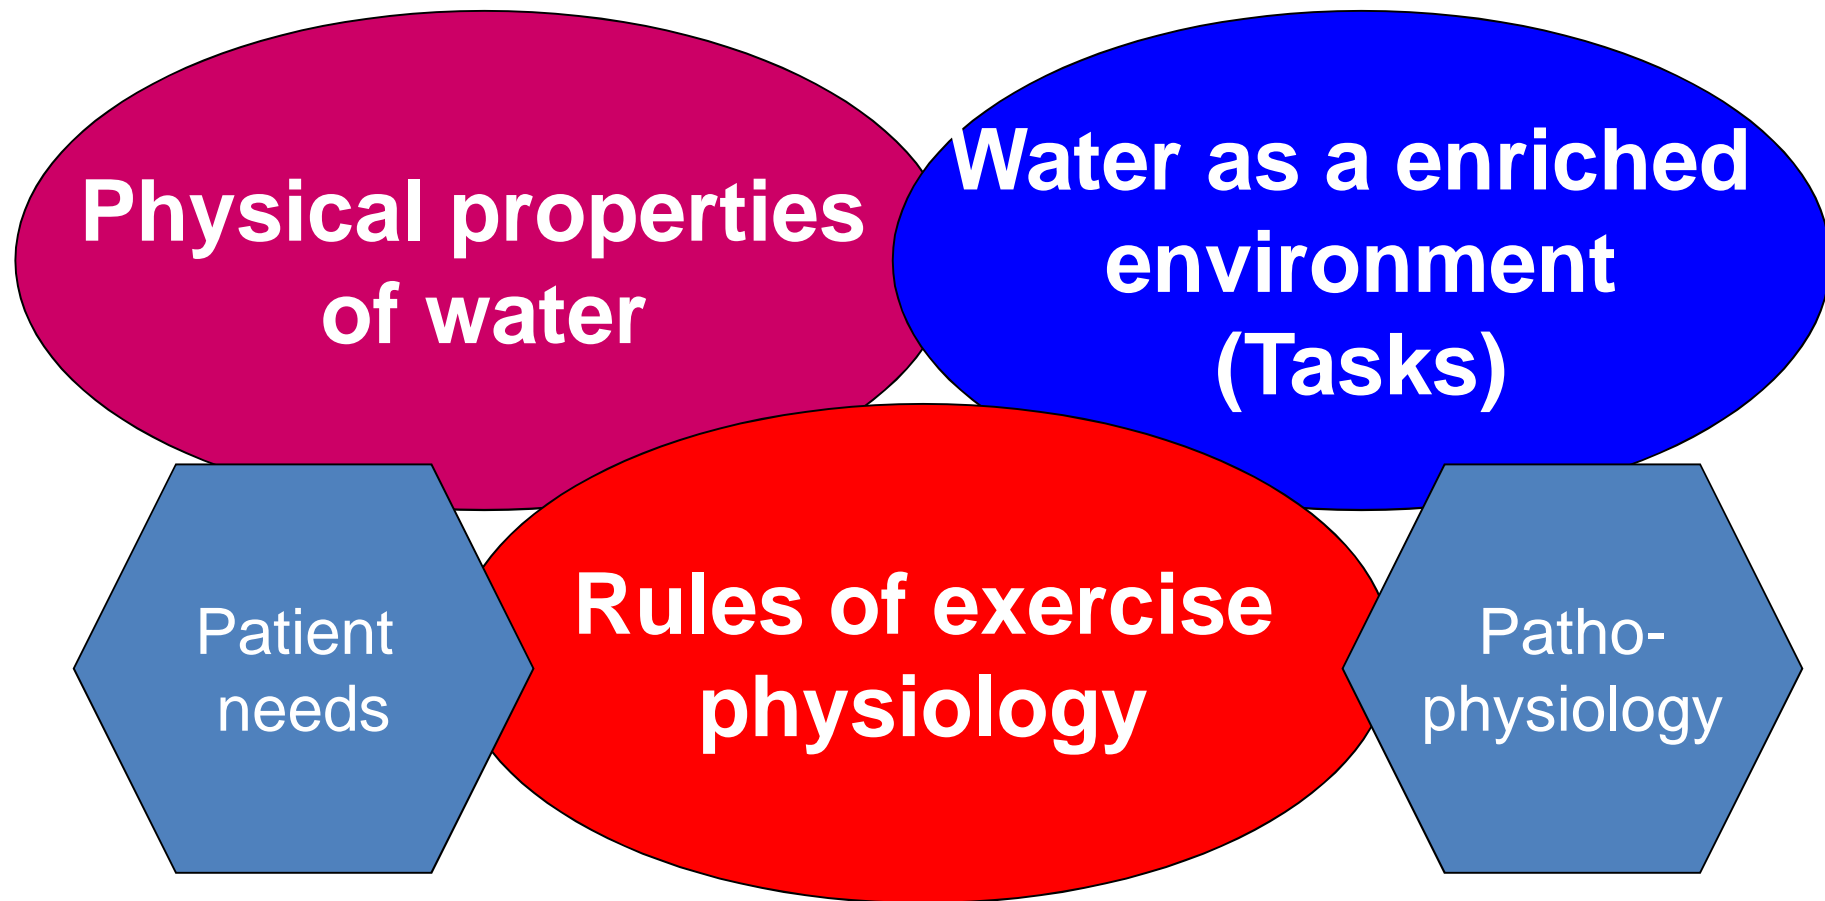 Physical properties
of water
Water as a enriched
environment
(Tasks)
Rules of exercise
physiology
Patient
needs
Patho-
physiology